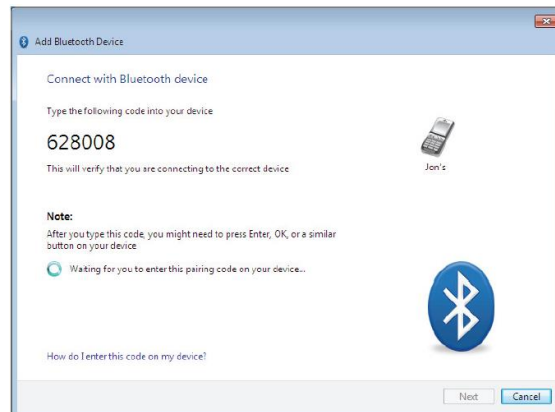 Add Bluetooth Device
Connect with Bluetooth device
Type the following code into your device
628008
This will verify that you are connecting to the correct device
Jon's
Note:
After you type this code, you might need to press Enter, OK, or a similar
button on your device
Waiting for you to enter this pairing code on your device...
How do I enter this code on my device?
Next
Cancel